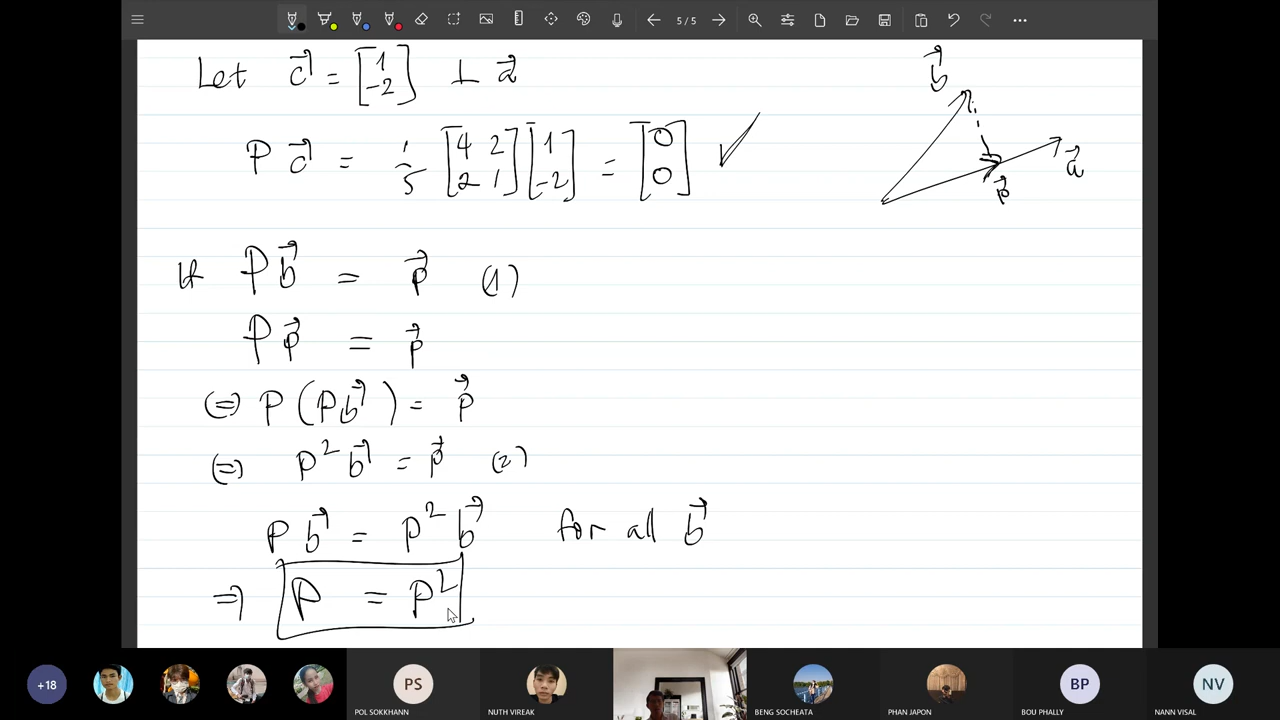 5/5
Let c⃗ = [1 -2] ⊥ a⃗
P c⃗ = 1/5 [4 2 2 1] [1 -2] = [0 0] ✓
b⃗
a⃗
p⃗
If P b⃗ = p⃗ (1)
P p⃗ = p⃗
⇔ P (P b⃗) = p⃗
⇔ P² b⃗ = p⃗ (2)
P b⃗ = P² b⃗ for all b⃗
⇒ P = P²
+18
PS
BP
NV
POL SOKKHANN
NUTH VIREAK
BENG SOCHEATA
PHAN JAPON
BOU PHALLY
NANN VISAL